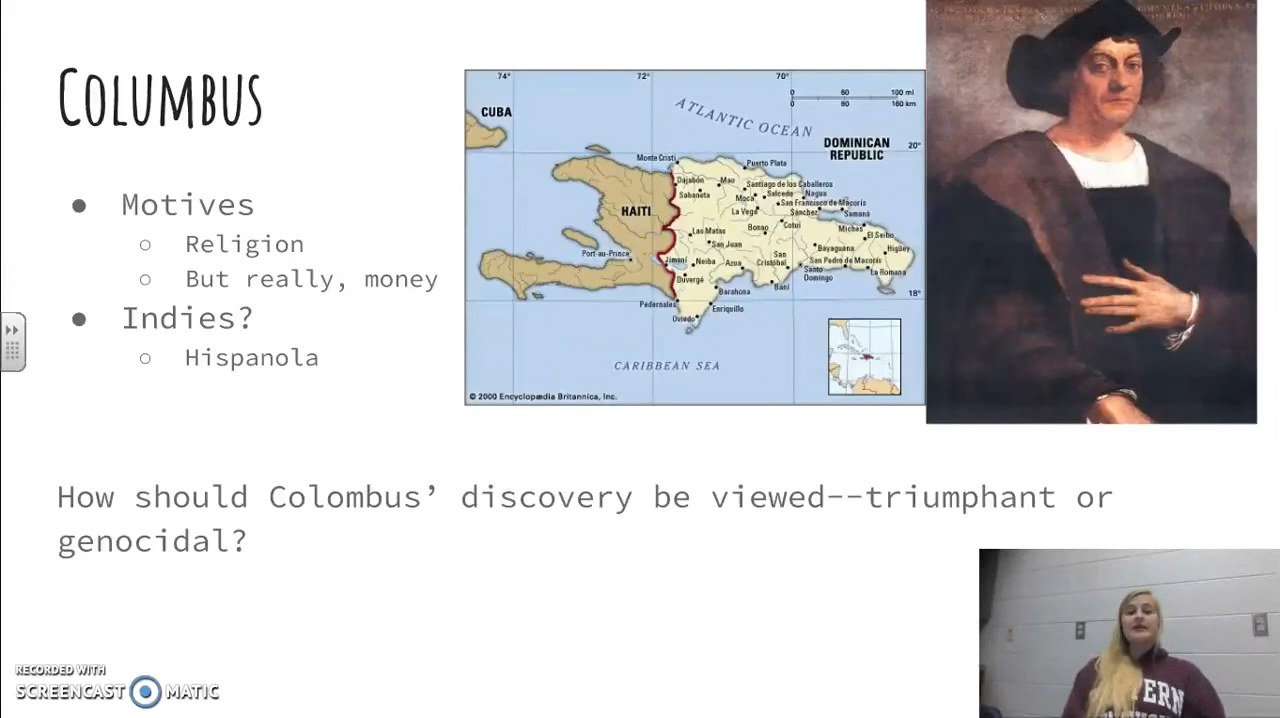 COLUMBUS
● Motives
○ Religion
○ But really, money
● Indies?
○ Hispanola
How should Colombus’ discovery be viewed--triumphant or
genocidal?
74° 72° 70°
0 60 100 mi
0 80 160 km
CUBA
ATLANTIC OCEAN
DOMINICAN
REPUBLIC
20°
Monte Cristi
Puerto Plata
Dajabón
Mao
Santiago de los Caballeros
Sabaneta
Moca
Salcedo
Nagua
San Francisco de Macorís
HAITI
La Vega
Sánchez
Samaná
Cotuí
Las Matas
Bonao
Miches
El Seibo
San Juan
Bayaguana
Higüey
Port-au-Prince
Jimaní
Neiba
Azua
San
Cristóbal
San Pedro de Macorís
Santo
Domingo
La Romana
Duvergé
Baní
18°
Barahona
Pedernales
Enriquillo
Oviedo
CARIBBEAN SEA
© 2000 Encyclopædia Britannica, Inc.
RECORDED WITH
SCREENCAST MATIC
ERN